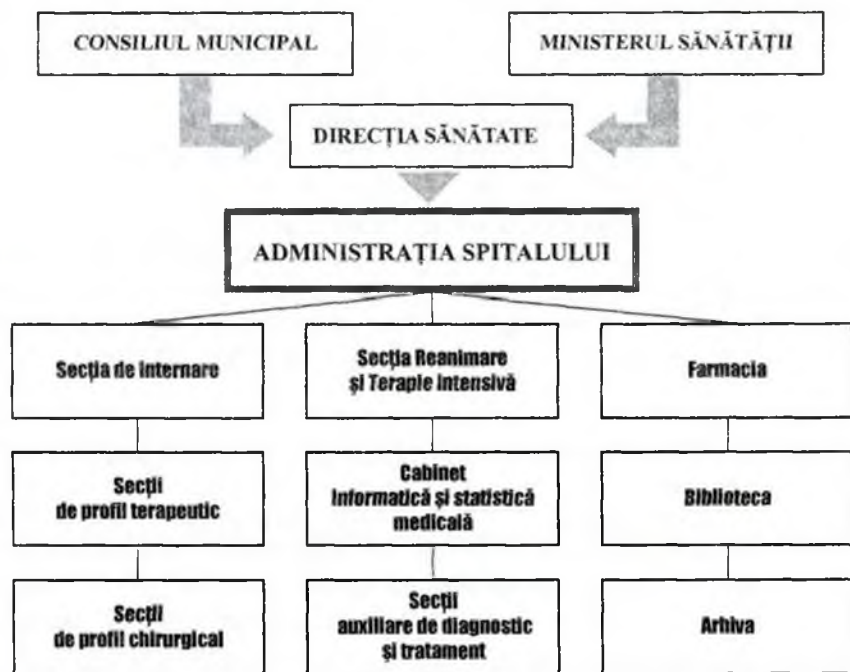 CONSILIUL MUNICIPAL
MINISTERUL SĂNĂTĂȚII
DIRECȚIA SĂNĂTATE
ADMINISTRAȚIA SPITALULUI
Secția de internare
Secția Reanimare
și Terapie Intensivă
Farmacia
Secții
de profil terapeutic
Cabinet
Informatică și statistică
medicală
Biblioteca
Secții
de profil chirurgical
Secții
auxiliare de diagnostic
și tratament
Arhiva